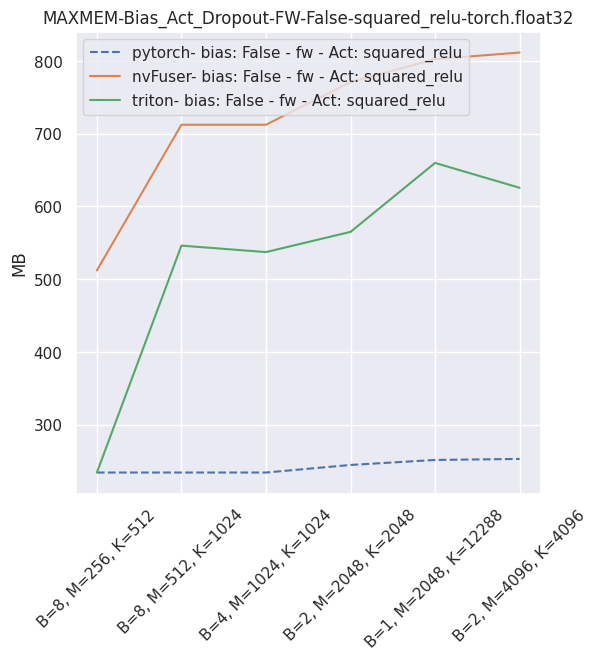 MAXMEM-Bias_Act_Dropout-FW-False-squared_relu-torch.float32
pytorch- bias: False - fw - Act: squared_relu
nvFuser- bias: False - fw - Act: squared_relu
triton- bias: False - fw - Act: squared_relu
800
700
600
500
400
300
MB
B=8, M=256, K=512
B=8, M=512, K=1024
B=4, M=1024, K=1024
B=2, M=2048, K=2048
B=1, M=2048, K=12288
B=2, M=4096, K=4096